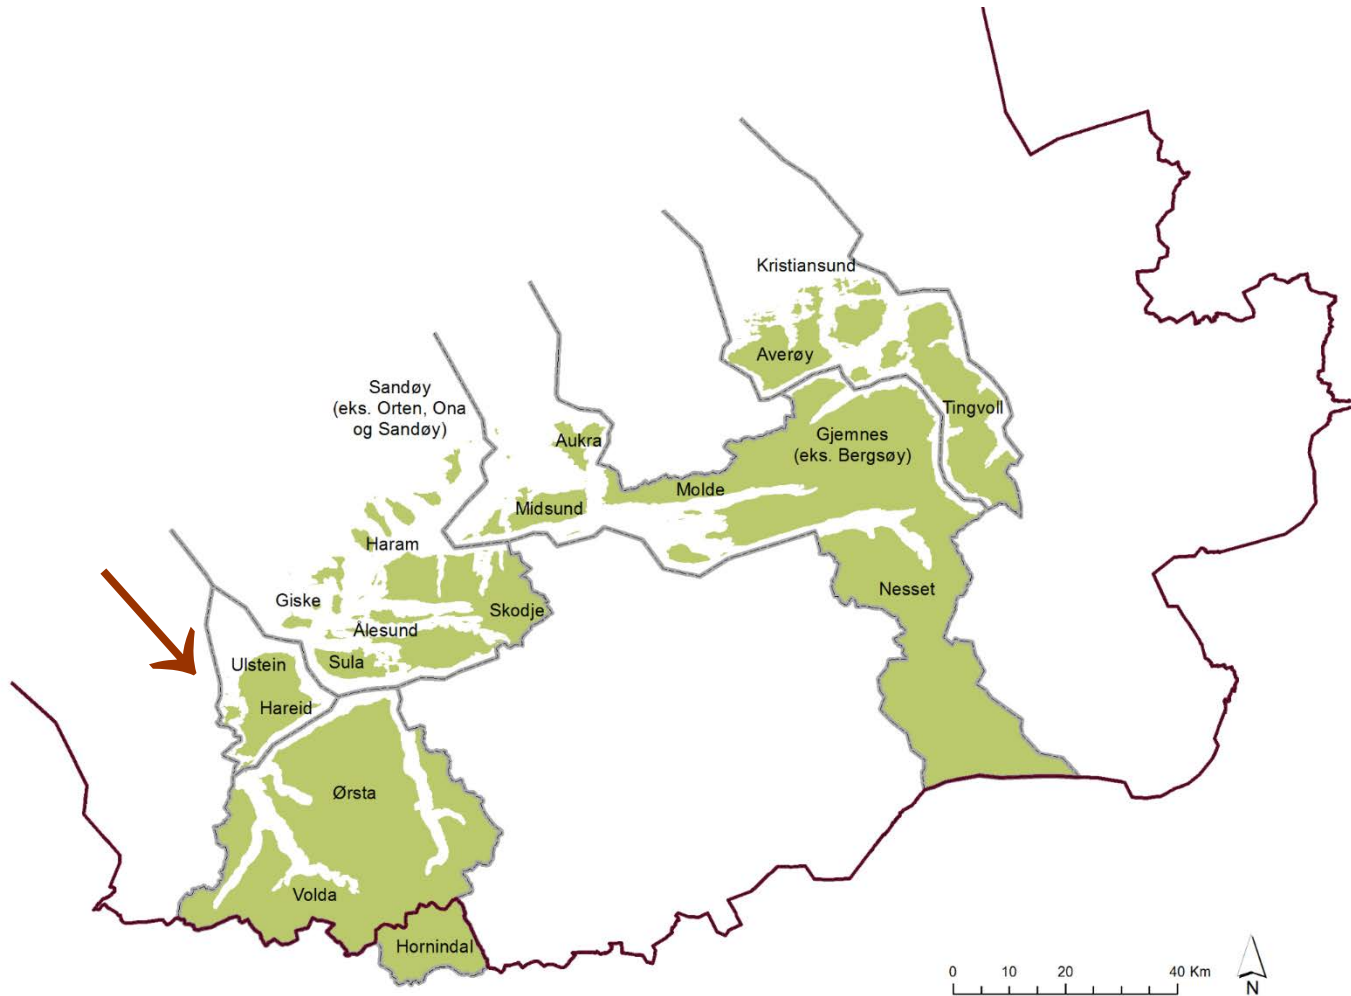 Kristiansund
Averøy
Sandøy
(eks. Orten, Ona
og Sandøy)
Tingvoll
Aukra
Gjemnes
(eks. Bergsøy)
Molde
Midsund
Haram
Nesset
Giske
Skodje
Ålesund
Ulstein
Sula
Hareid
Ørsta
Volda
Hornindal
0 10 20 40 Km
N